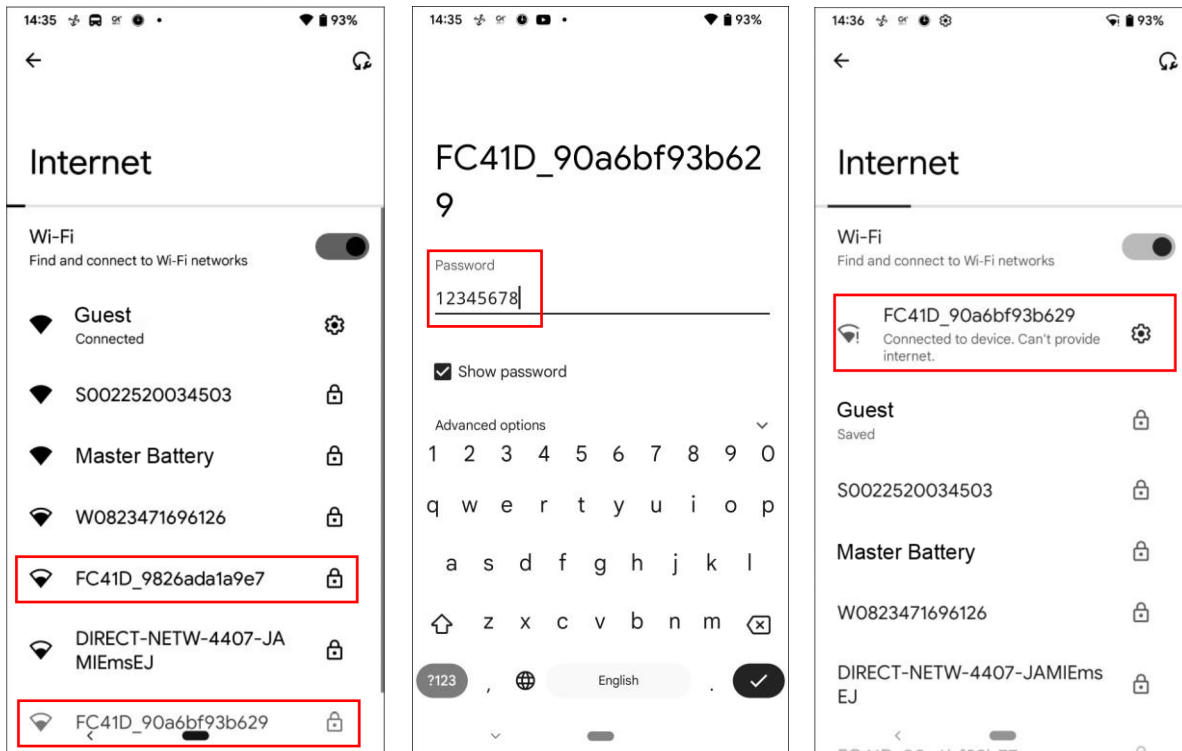 14:35
93%
Internet
Wi-Fi
Find and connect to Wi-Fi networks
Guest
Connected
S0022520034503
Master Battery
W0823471696126
FC41D_9826ada1a9e7
DIRECT-NETW-4407-JA
MIEmsEJ
FC41D_90a6bf93b629
14:35
93%
FC41D_90a6bf93b62
9
Password
12345678
Show password
Advanced options
1 2 3 4 5 6 7 8 9 0
q w e r t y u i o p
a s d f g h j k l
z x c v b n m
?123 , English .
14:36
93%
Internet
Wi-Fi
Find and connect to Wi-Fi networks
FC41D_90a6bf93b629
Connected to device. Can't provide
internet.
Guest
Saved
S0022520034503
Master Battery
W0823471696126
DIRECT-NETW-4407-JAMIEms
EJ